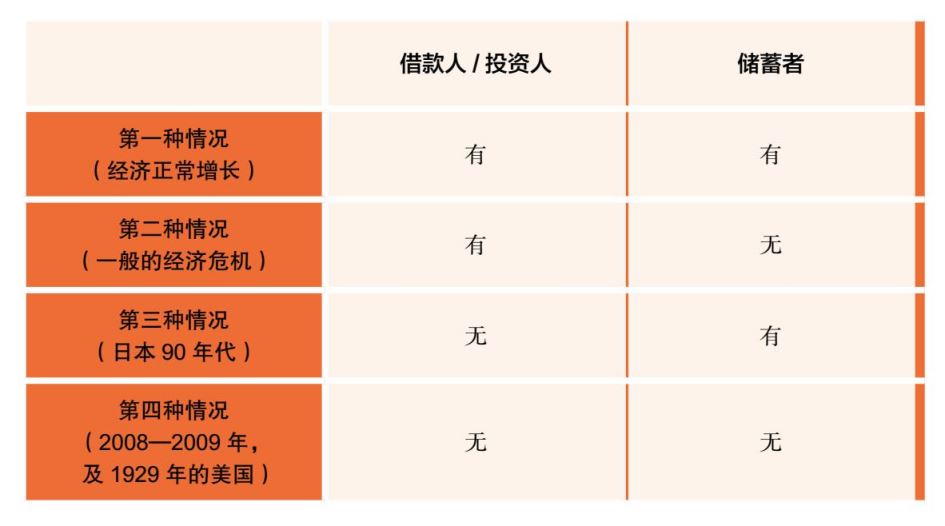 借款人 / 投资人
储蓄者
第一种情况
（经济正常增长）
有
有
第二种情况
（一般的经济危机）
有
无
第三种情况
（日本 90 年代）
无
有
第四种情况
（2008—2009 年，
及 1929 年的美国）
无
无